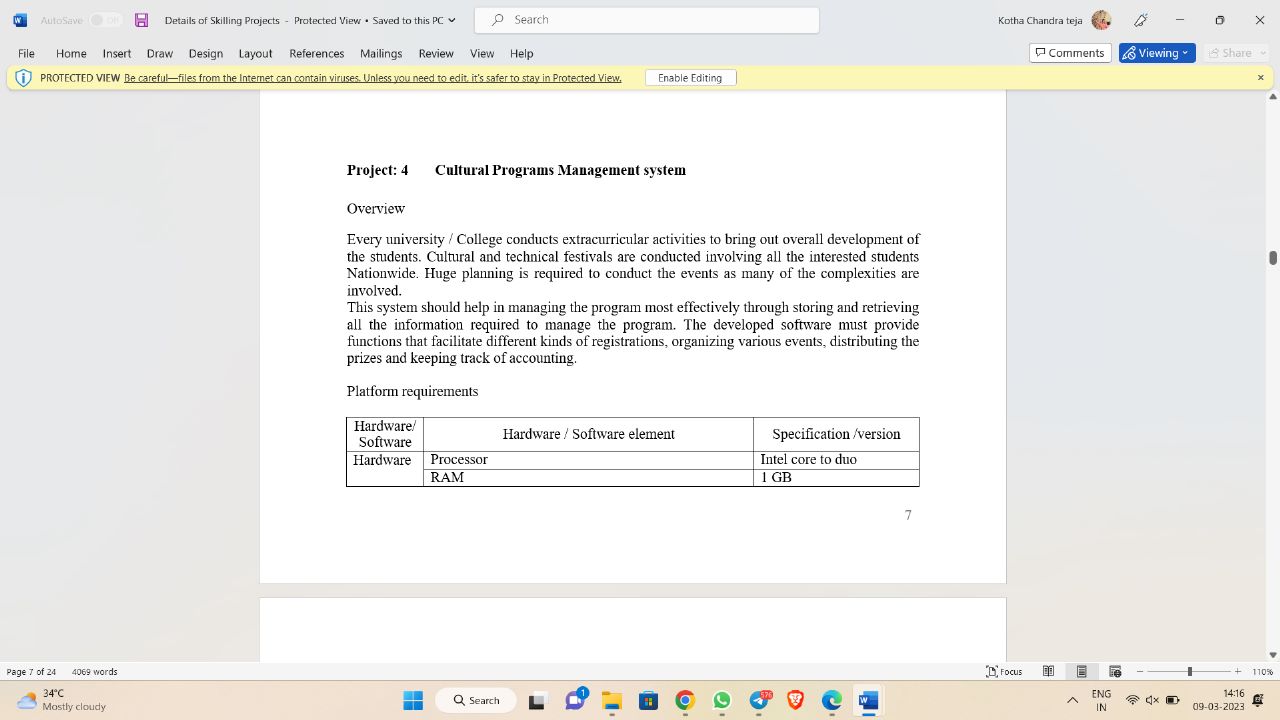 AutoSave Off Details of Skilling Projects - Protected View • Saved to this PC Search Kotha Chandra teja
File Home Insert Draw Design Layout References Mailings Review View Help Comments Viewing Share
PROTECTED VIEW Be careful—files from the Internet can contain viruses. Unless you need to edit, it's safer to stay in Protected View. Enable Editing
Project: 4 Cultural Programs Management system
Overview
Every university / College conducts extracurricular activities to bring out overall development of
the students. Cultural and technical festivals are conducted involving all the interested students
Nationwide. Huge planning is required to conduct the events as many of the complexities are
involved.
This system should help in managing the program most effectively through storing and retrieving
all the information required to manage the program. The developed software must provide
functions that facilitate different kinds of registrations, organizing various events, distributing the
prizes and keeping track of accounting.
Platform requirements
Hardware/
Software Hardware / Software element Specification /version
Hardware Processor Intel core to duo
RAM 1 GB
7
Page 7 of 24 4069 words Focus 110%
34°C
Mostly cloudy
Search
1
576
ENG
IN
14:16
09-03-2023